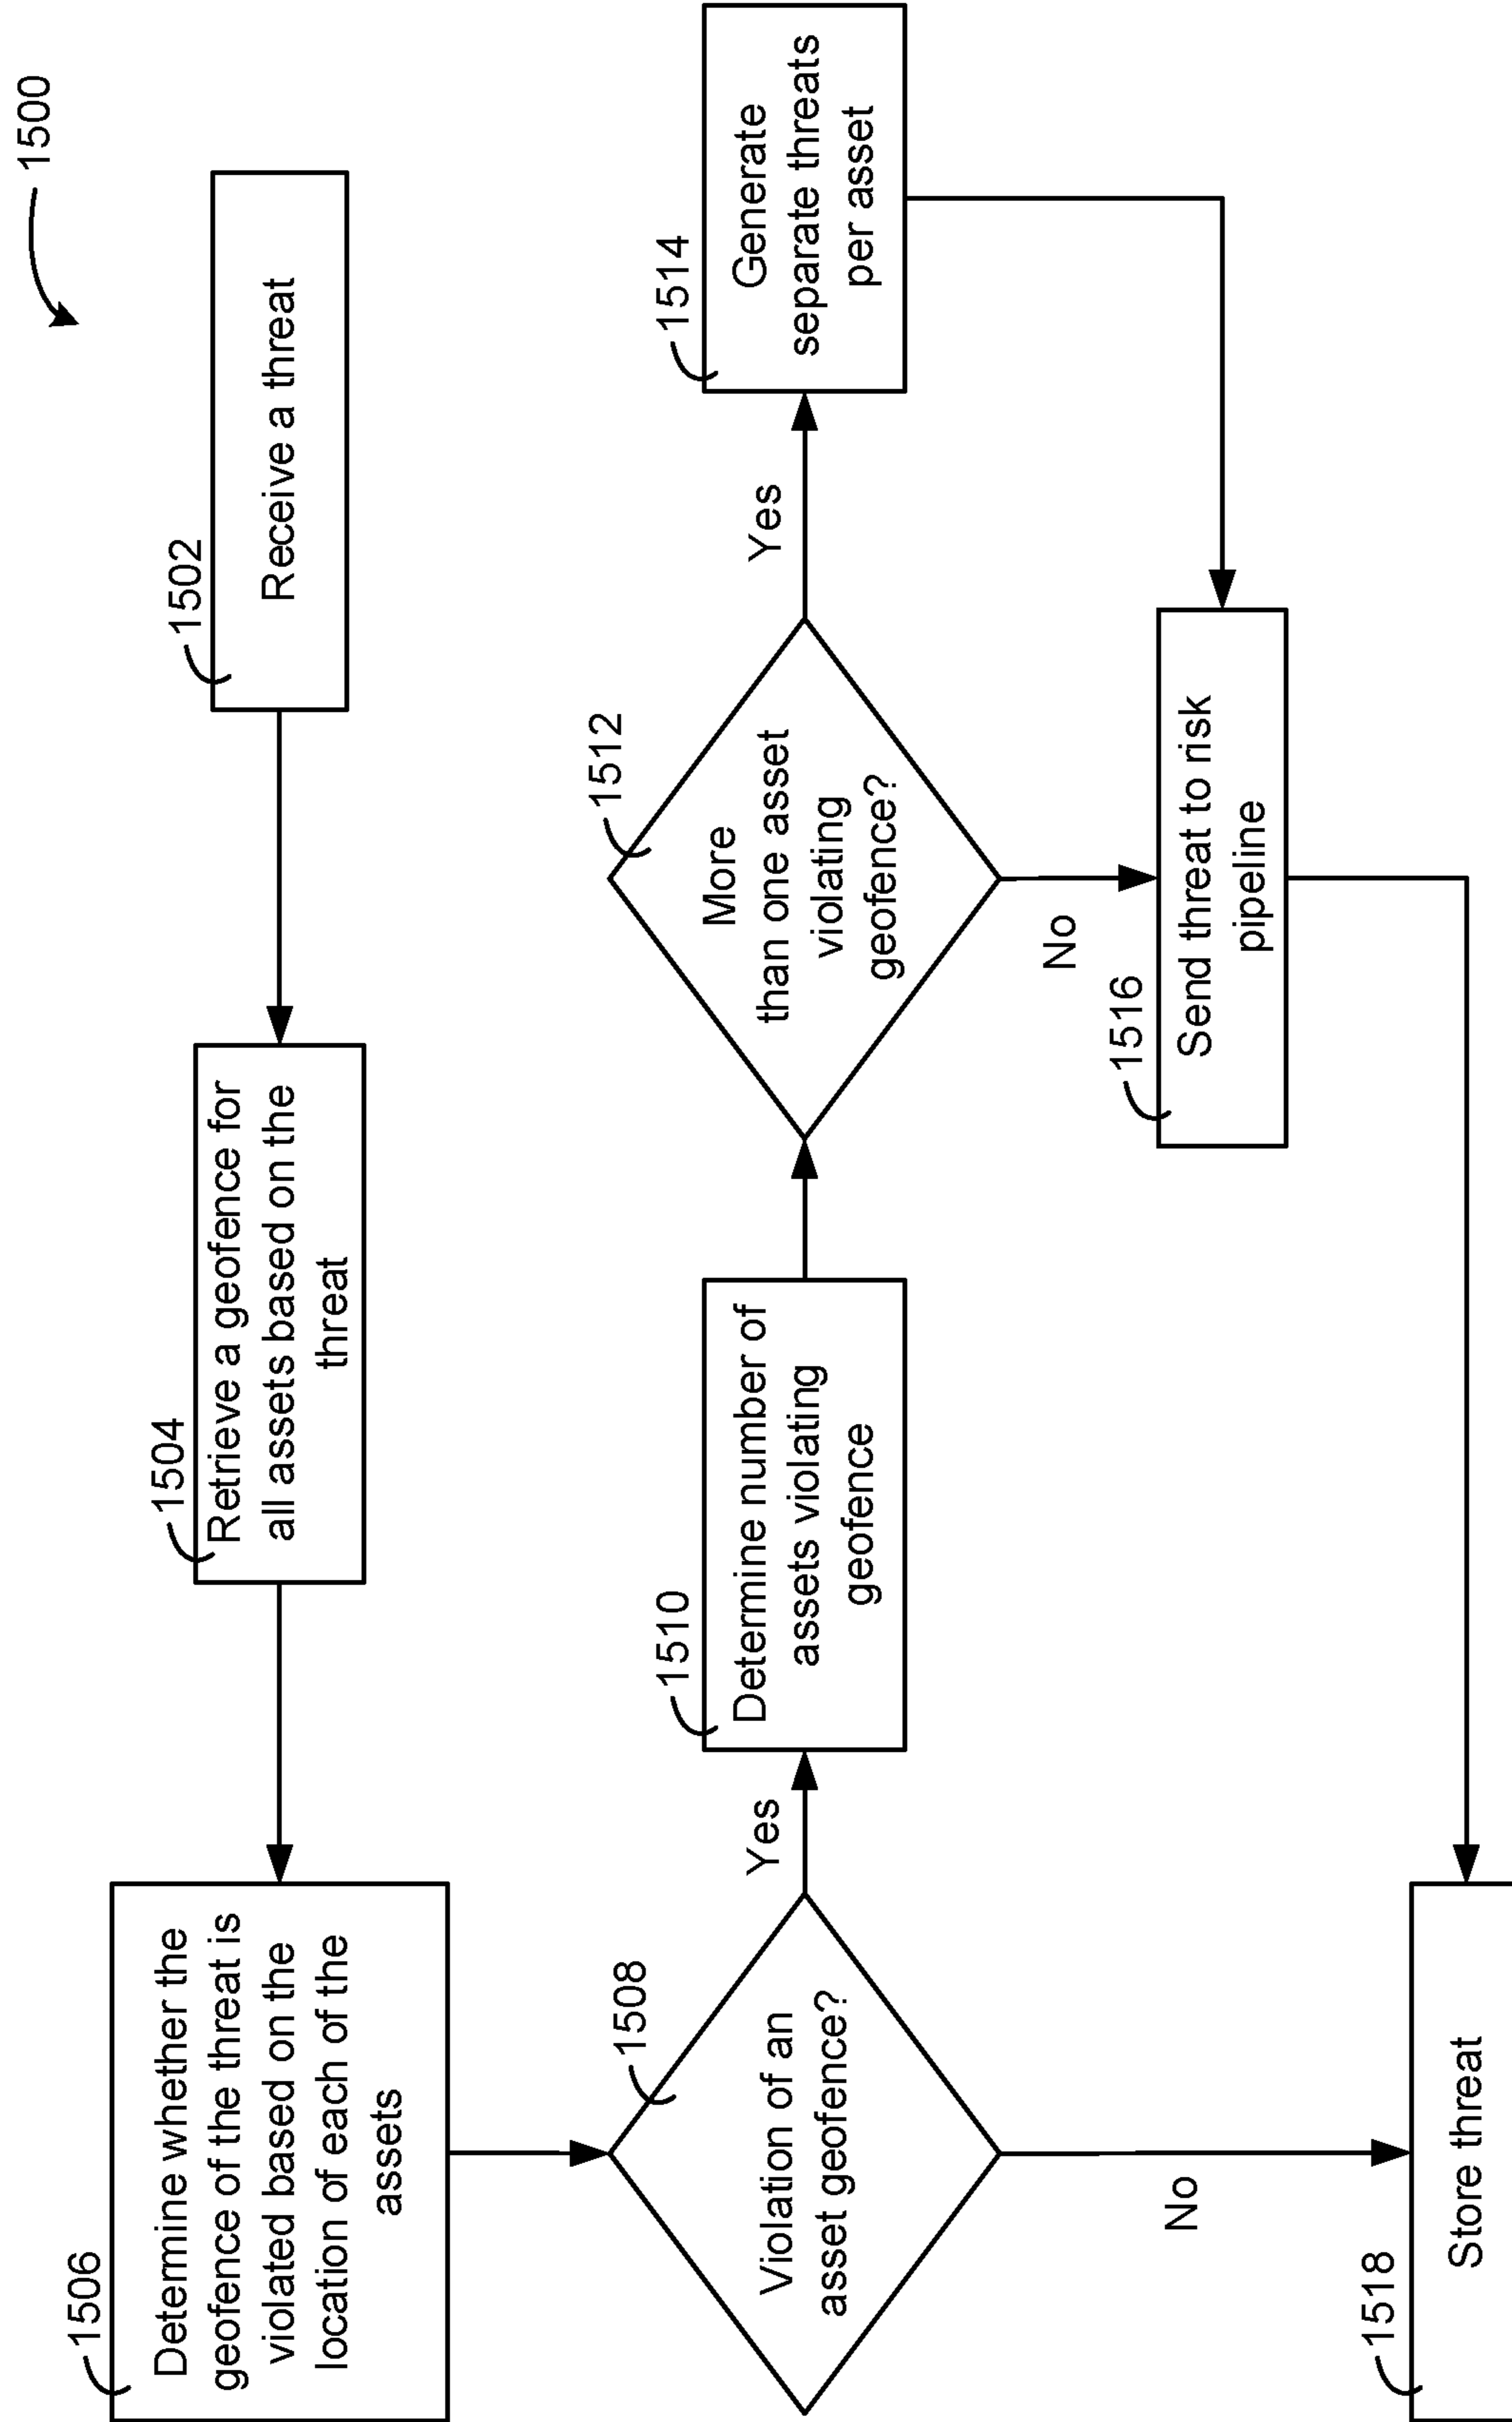 1500
1502
Receive a threat
1504
Retrieve a geofence for
all assets based on the
threat
1506
Determine whether the
geofence of the threat is
violated based on the
location of each of the
assets
1508
Violation of an
asset geofence?
Yes
No
1510
Determine number of
assets violating
geofence
1512
More
than one asset
violating
geofence?
Yes
No
1514
Generate
separate threats
per asset
1516
Send threat to risk
pipeline
1518
Store threat